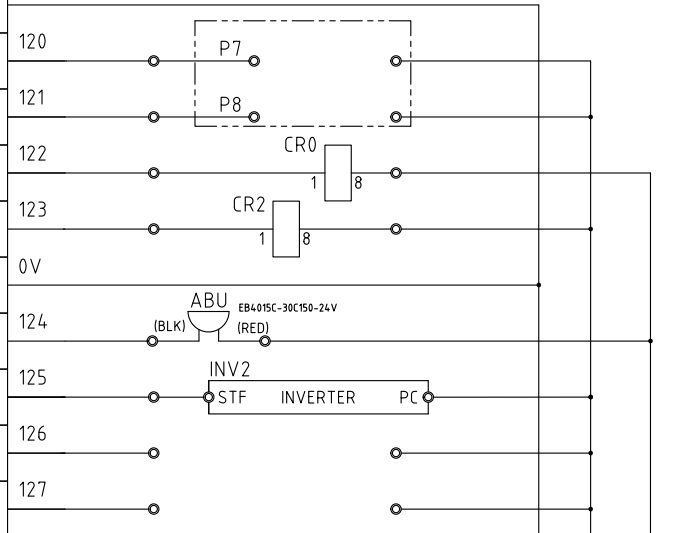 120
P7
121
P8
122
CR0
1 8
123
CR2
1 8
0V
124
(BLK) ABU (RED) EB4015C-30C150-24V
125
INV2
STF INVERTER PC
126
127